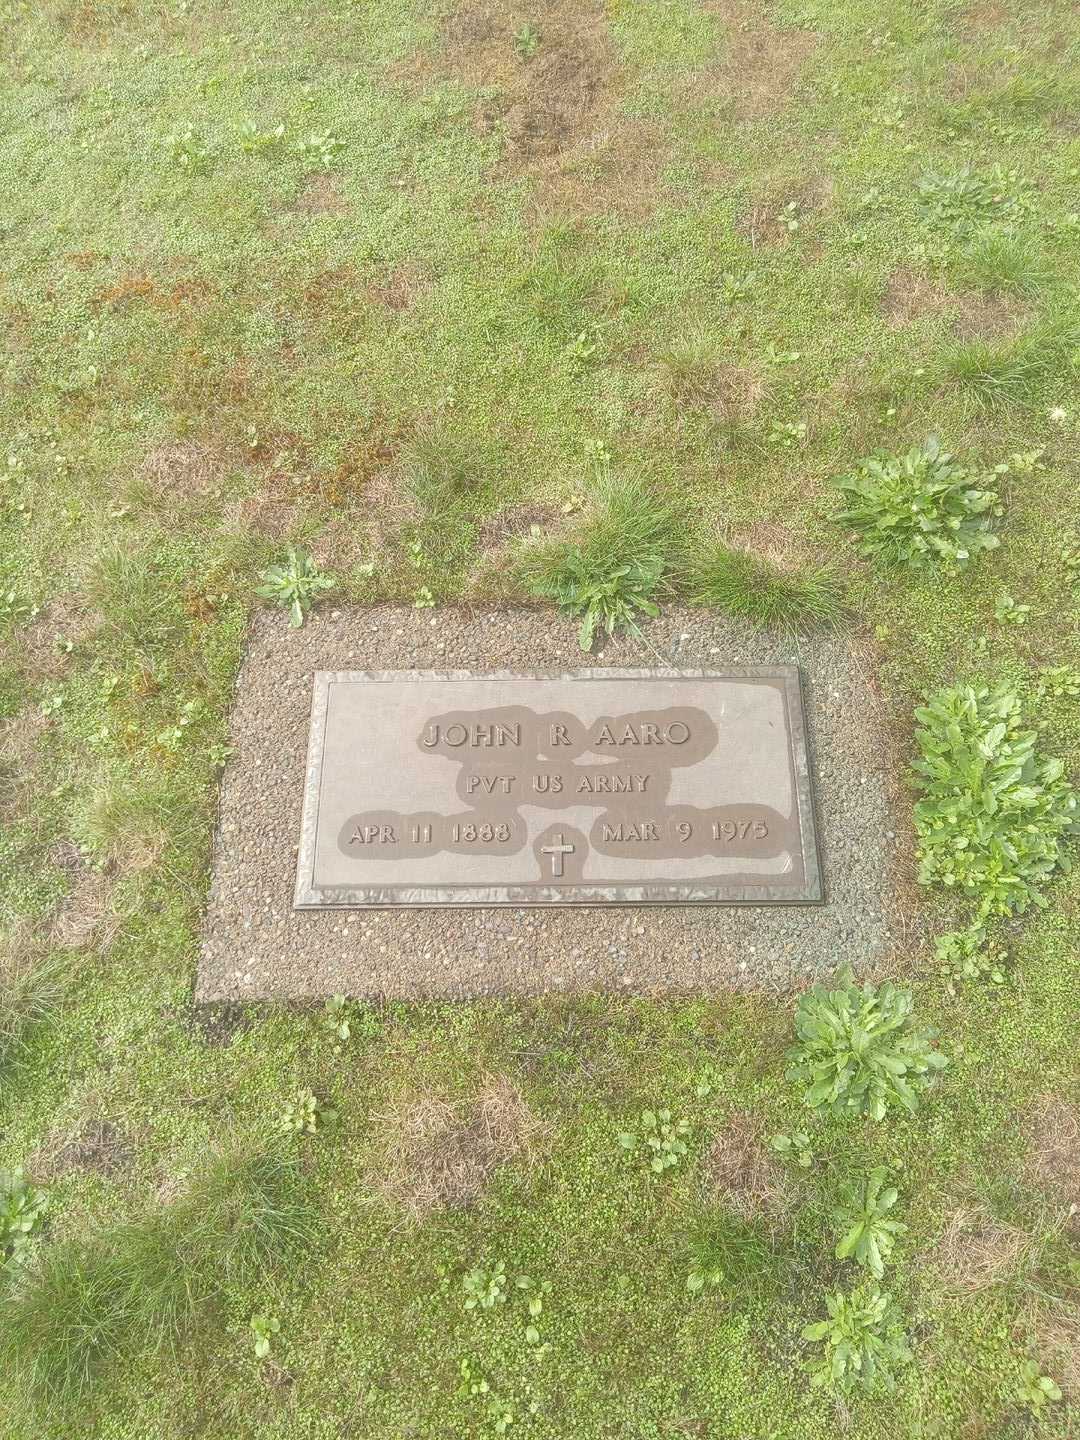 JOHN R AARO
PVT US ARMY
APR 11 1888 MAR 9 1975